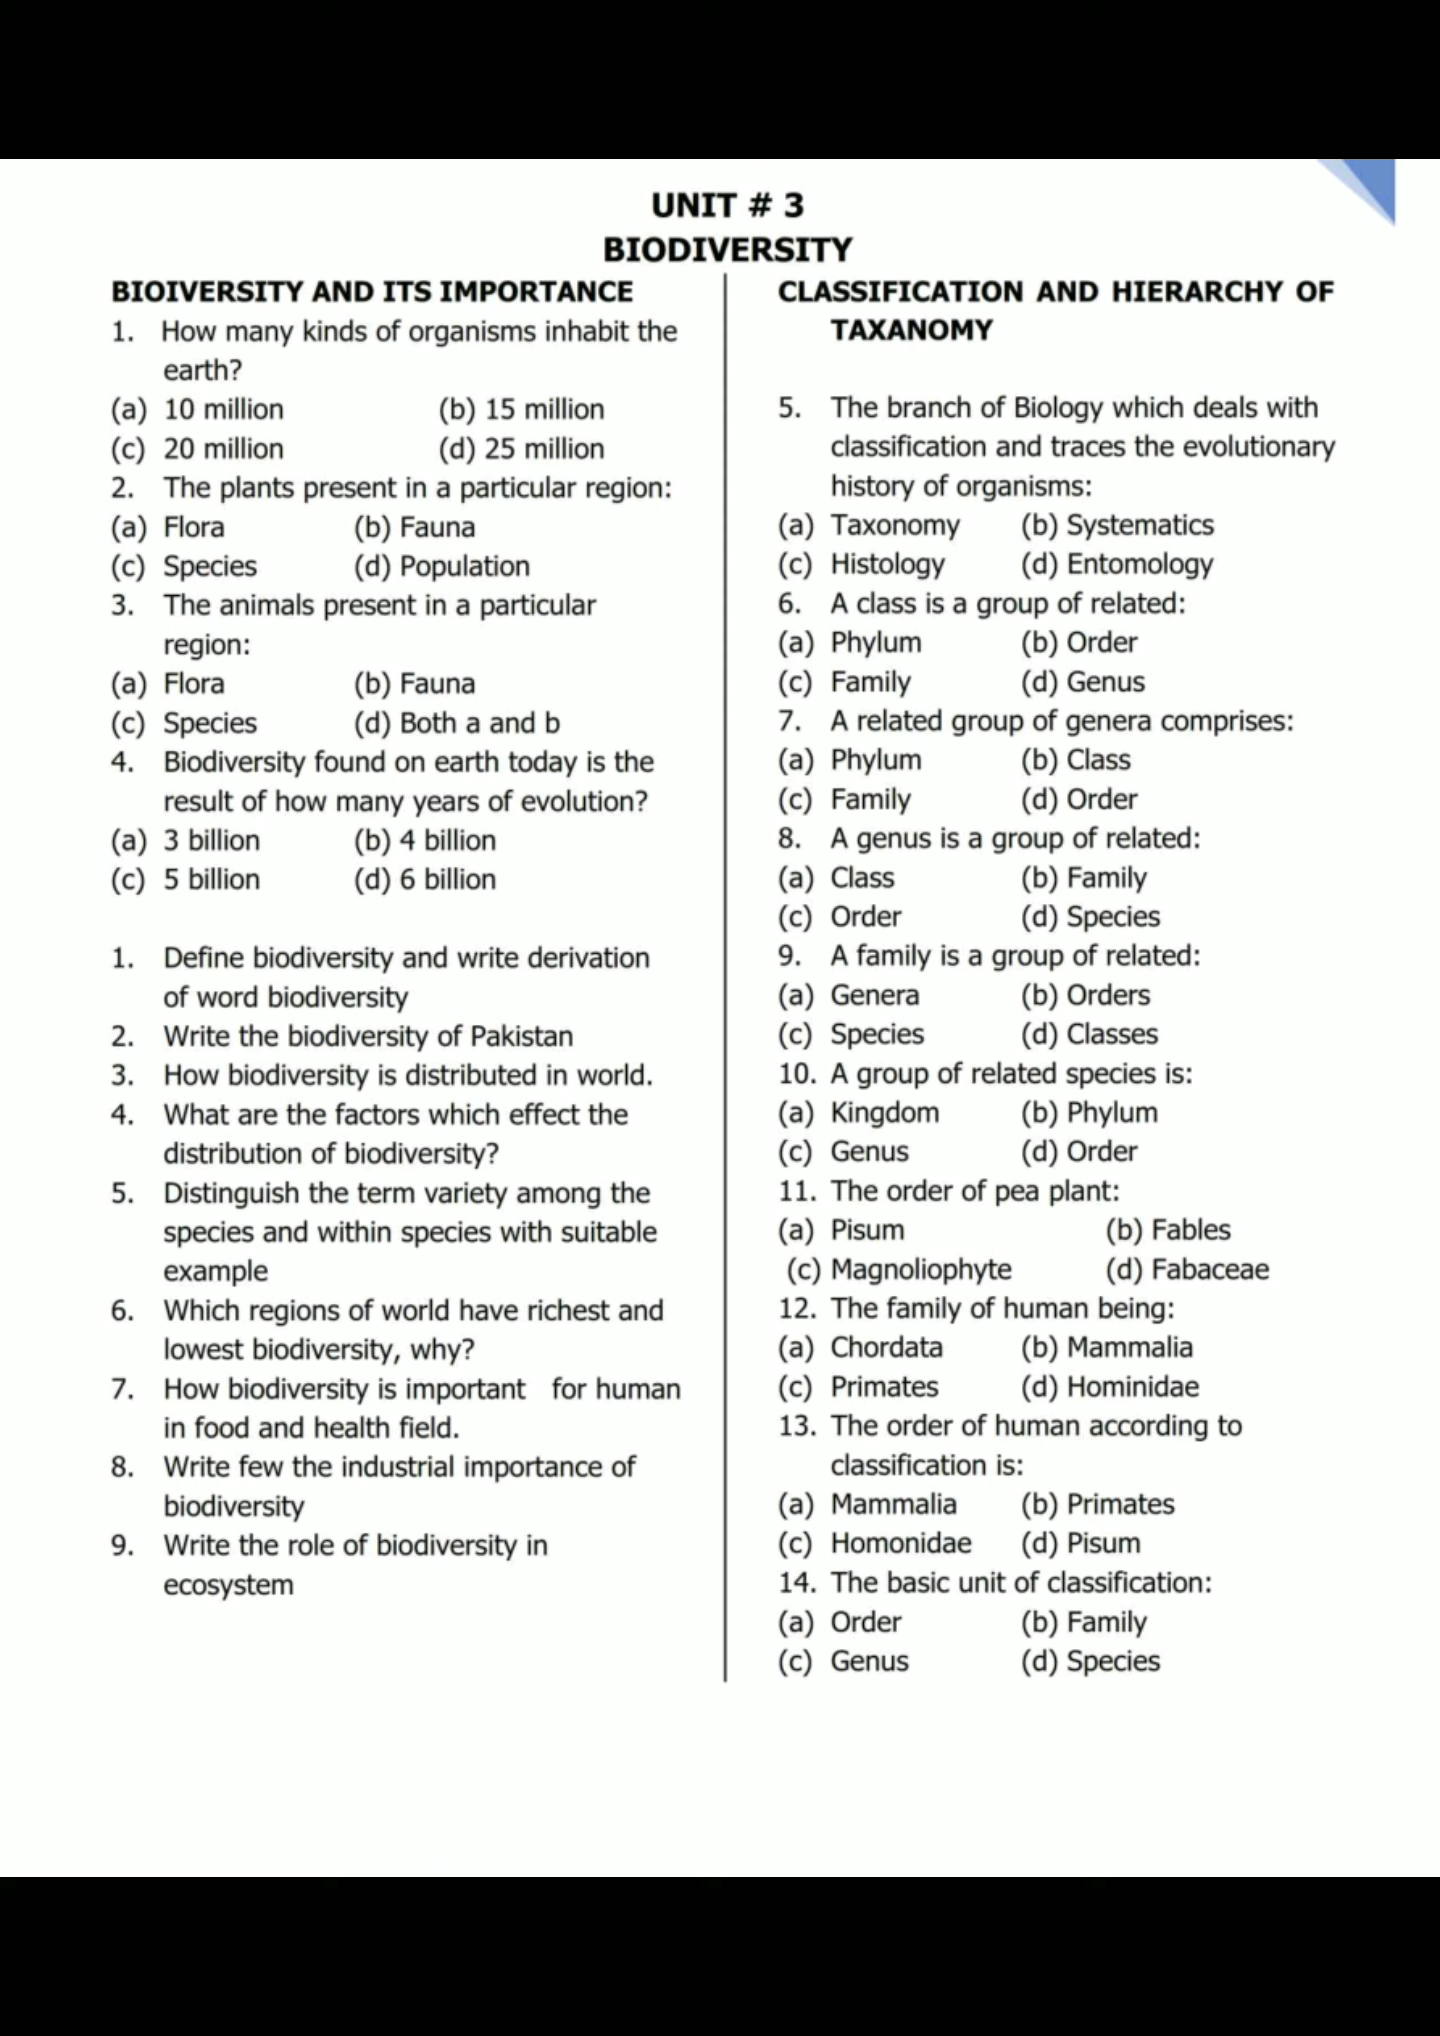 UNIT # 3
BIODIVERSITY
BIOIVERSITY AND ITS IMPORTANCE
1. How many kinds of organisms inhabit the
earth?
(a) 10 million (b) 15 million
(c) 20 million (d) 25 million
2. The plants present in a particular region:
(a) Flora (b) Fauna
(c) Species (d) Population
3. The animals present in a particular
region:
(a) Flora (b) Fauna
(c) Species (d) Both a and b
4. Biodiversity found on earth today is the
result of how many years of evolution?
(a) 3 billion (b) 4 billion
(c) 5 billion (d) 6 billion
1. Define biodiversity and write derivation
of word biodiversity
2. Write the biodiversity of Pakistan
3. How biodiversity is distributed in world.
4. What are the factors which effect the
distribution of biodiversity?
5. Distinguish the term variety among the
species and within species with suitable
example
6. Which regions of world have richest and
lowest biodiversity, why?
7. How biodiversity is important for human
in food and health field.
8. Write few the industrial importance of
biodiversity
9. Write the role of biodiversity in
ecosystem
CLASSIFICATION AND HIERARCHY OF
TAXANOMY
5. The branch of Biology which deals with
classification and traces the evolutionary
history of organisms:
(a) Taxonomy (b) Systematics
(c) Histology (d) Entomology
6. A class is a group of related:
(a) Phylum (b) Order
(c) Family (d) Genus
7. A related group of genera comprises:
(a) Phylum (b) Class
(c) Family (d) Order
8. A genus is a group of related:
(a) Class (b) Family
(c) Order (d) Species
9. A family is a group of related:
(a) Genera (b) Orders
(c) Species (d) Classes
10. A group of related species is:
(a) Kingdom (b) Phylum
(c) Genus (d) Order
11. The order of pea plant:
(a) Pisum (b) Fables
(c) Magnoliophyte (d) Fabaceae
12. The family of human being:
(a) Chordata (b) Mammalia
(c) Primates (d) Hominidae
13. The order of human according to
classification is:
(a) Mammalia (b) Primates
(c) Homonidae (d) Pisum
14. The basic unit of classification:
(a) Order (b) Family
(c) Genus (d) Species